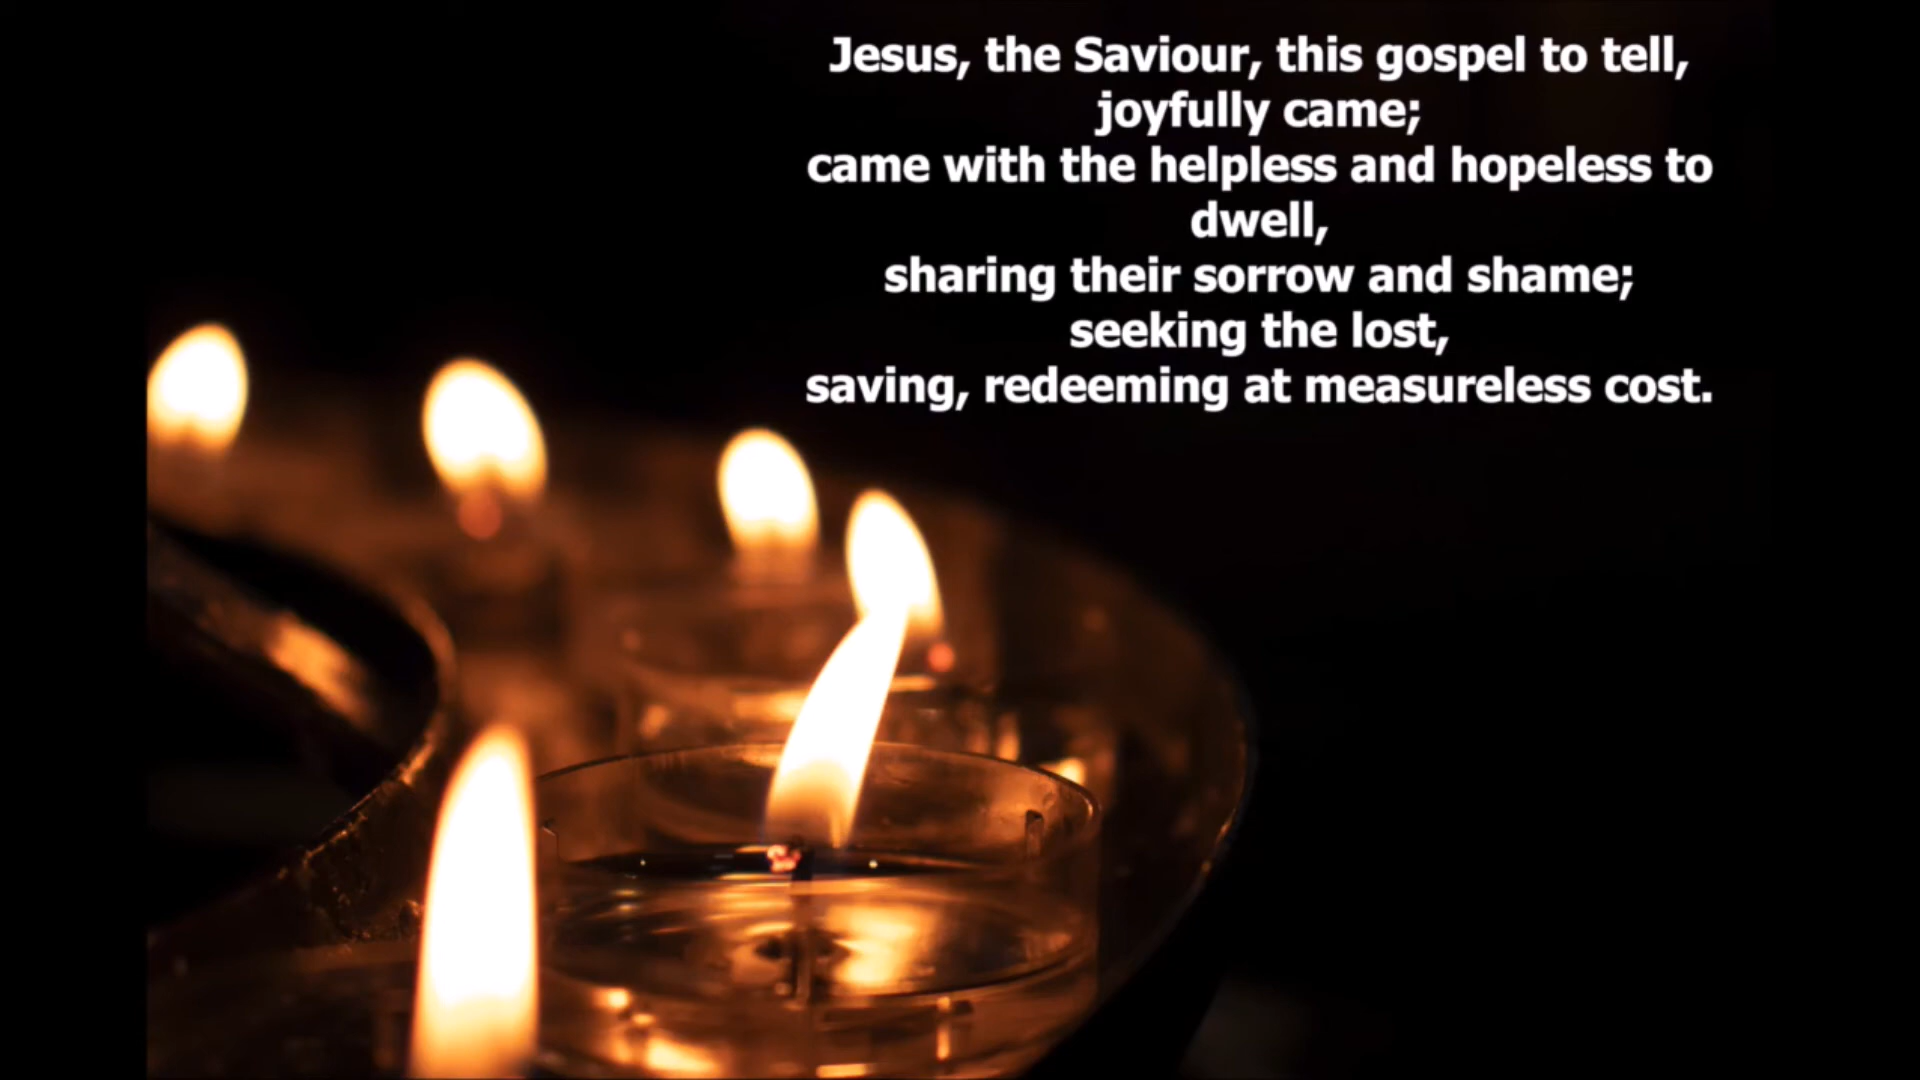 Jesus, the Saviour, this gospel to tell,
joyfully came;
came with the helpless and hopeless to
dwell,
sharing their sorrow and shame;
seeking the lost,
saving, redeeming at measureless cost.